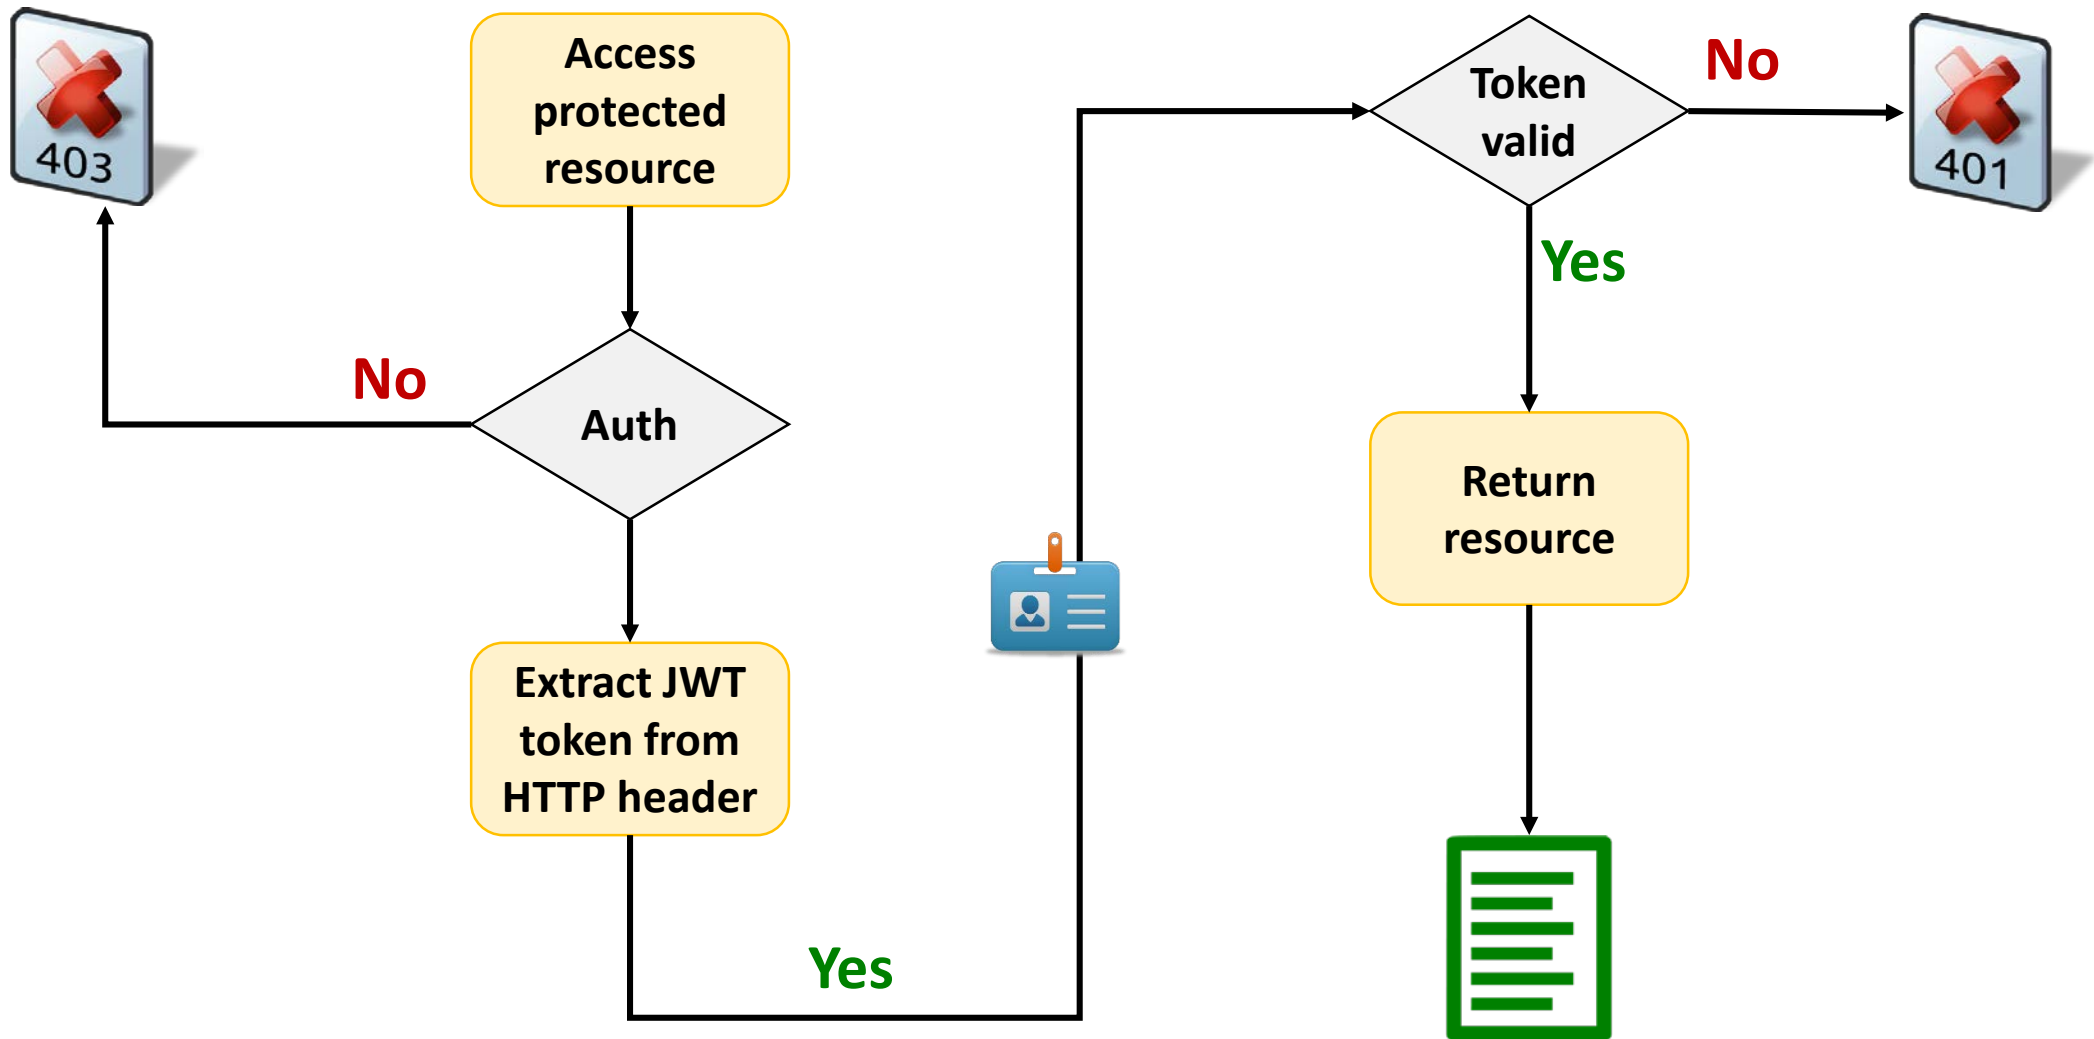 403
Access
protected
resource
No
Auth
Extract JWT
token from
HTTP header
Yes
Token
valid
No
401
Yes
Return
resource